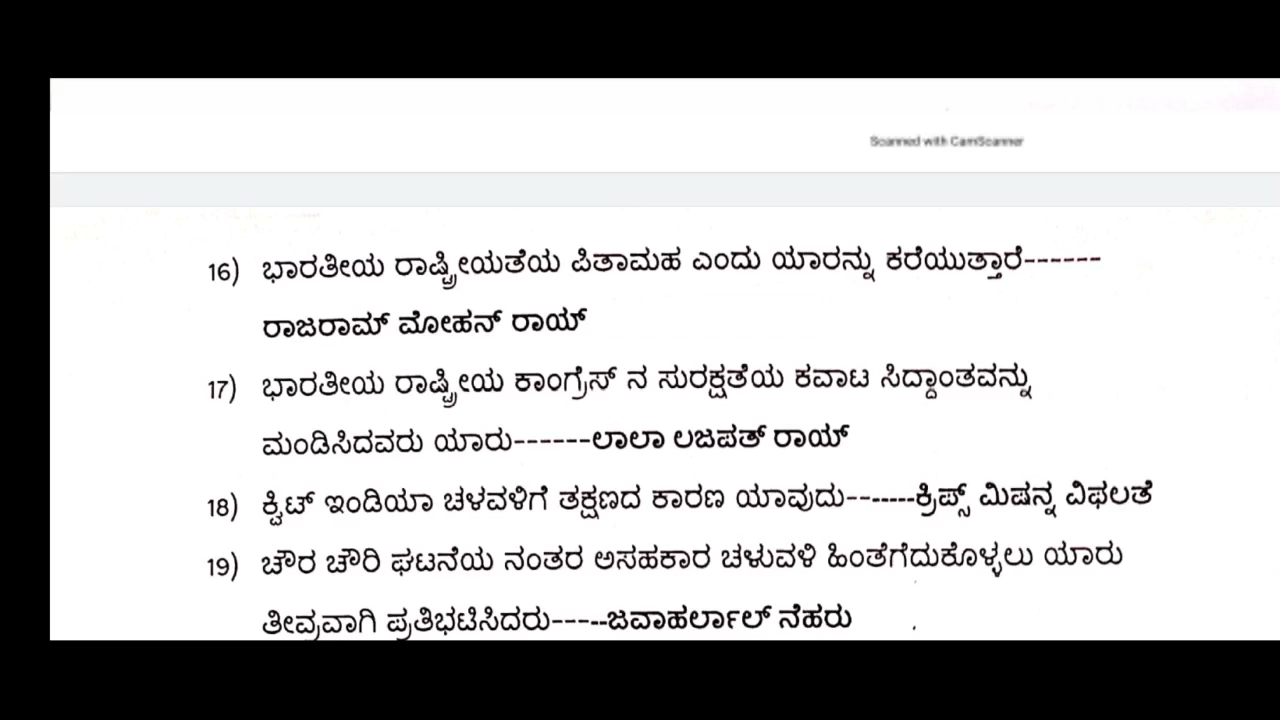 Scanned with CamScanner
16) ಭಾರತೀಯ ರಾಷ್ಟ್ರೀಯತೆಯ ಪಿತಾಮಹ ಎಂದು ಯಾರನ್ನು ಕರೆಯುತ್ತಾರೆ------
ರಾಜರಾಮ್ ಮೋಹನ್ ರಾಯ್
17) ಭಾರತೀಯ ರಾಷ್ಟ್ರೀಯ ಕಾಂಗ್ರೆಸ್ ನ ಸುರಕ್ಷತೆಯ ಕವಾಟ ಸಿದ್ದಾಂತವನ್ನು
ಮಂಡಿಸಿದವರು ಯಾರು------ಲಾಲಾ ಲಜಪತ್ ರಾಯ್
18) ಕ್ವಿಟ್ ಇಂಡಿಯಾ ಚಳವಳಿಗೆ ತಕ್ಷಣದ ಕಾರಣ ಯಾವುದು-------ಕ್ರಿಪ್ಸ್ ಮಿಷನ್ನ ವಿಫಲತೆ
19) ಚೌರ ಚೌರಿ ಘಟನೆಯ ನಂತರ ಅಸಹಕಾರ ಚಳುವಳಿ ಹಿಂತೆಗೆದುಕೊಳ್ಳಲು ಯಾರು
ತೀವ್ರವಾಗಿ ಪ್ರತಿಭಟಿಸಿದರು-----ಜವಾಹರ್ಲಾಲ್ ನೆಹರು